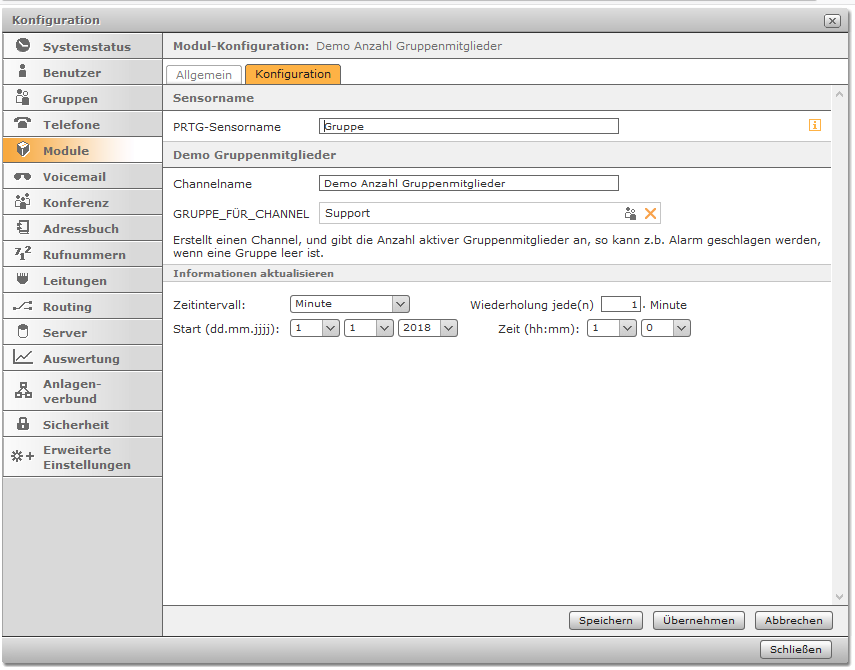 Konfiguration
Systemstatus
Benutzer
Gruppen
Telefone
Module
Voicemail
Konferenz
Adressbuch
Rufnummern
Leitungen
Routing
Server
Auswertung
Anlagen-
verbund
Sicherheit
Erweiterte
Einstellungen
Modul-Konfiguration: Demo Anzahl Gruppenmitglieder
Allgemein Konfiguration
Sensorname
PRTG-Sensorname Gruppe
Demo Gruppenmitglieder
Channelname Demo Anzahl Gruppenmitglieder
GRUPPE_FÜR_CHANNEL Support
Erstellt einen Channel, und gibt die Anzahl aktiver Gruppenmitglieder an, so kann z.b. Alarm geschlagen werden,
wenn eine Gruppe leer ist.
Informationen aktualisieren
Zeitintervall: Minute Wiederholung jede(n) 1 . Minute
Start (dd.mm.jjjj): 1 1 2018 Zeit (hh:mm): 1 0
Speichern Übernehmen Abbrechen
Schließen